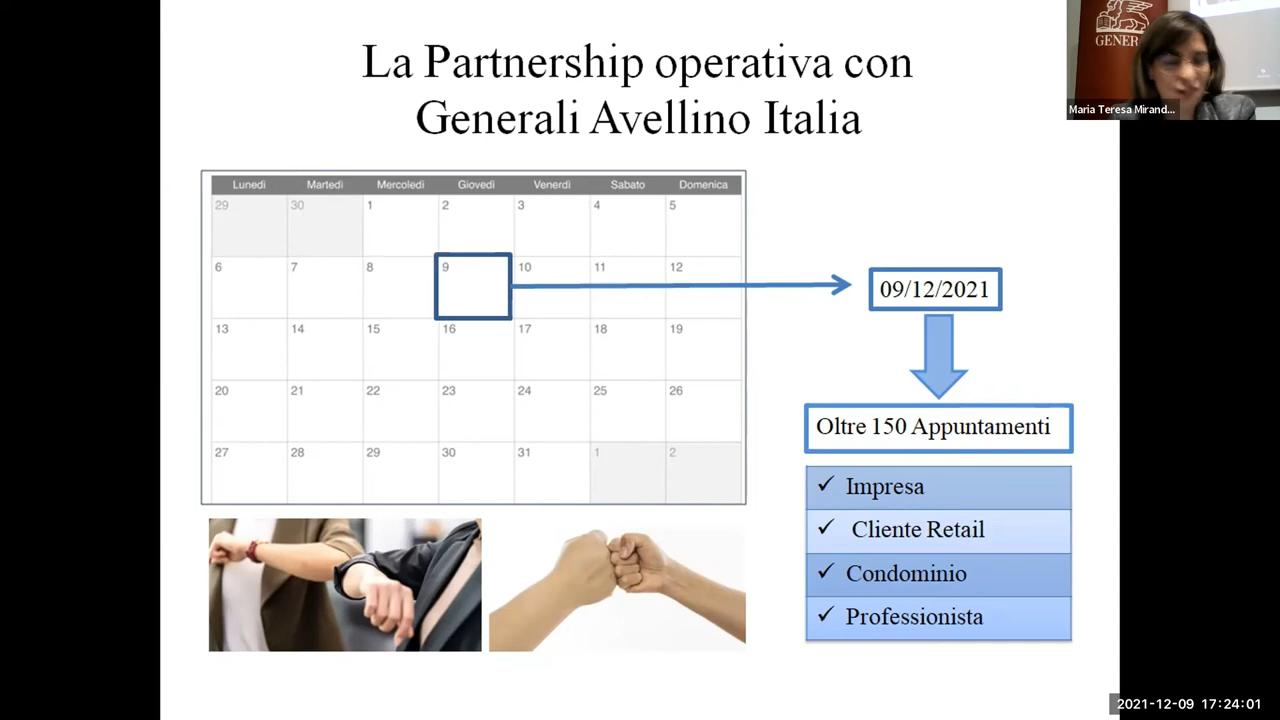 La Partnership operativa con
Generali Avellino Italia
GENER
Maria Teresa Mirand...
Lunedì Martedì Mercoledì Giovedì Venerdì Sabato Domenica
29 30 1 2 3 4 5
6 7 8 9 10 11 12
13 14 15 16 17 18 19
20 21 22 23 24 25 26
27 28 29 30 31 1 2
09/12/2021
Oltre 150 Appuntamenti
✓ Impresa
✓ Cliente Retail
✓ Condominio
✓ Professionista
2021-12-09 17:24:01